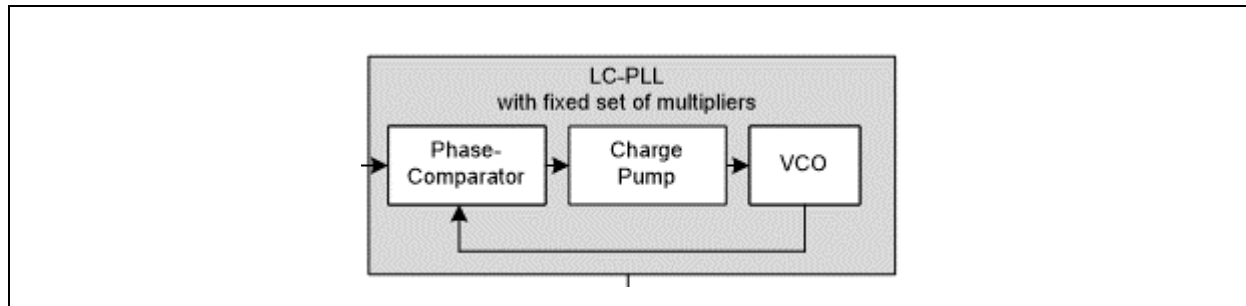 LC-PLL
with fixed set of multipliers
Phase-
Comparator
Charge
Pump
VCO